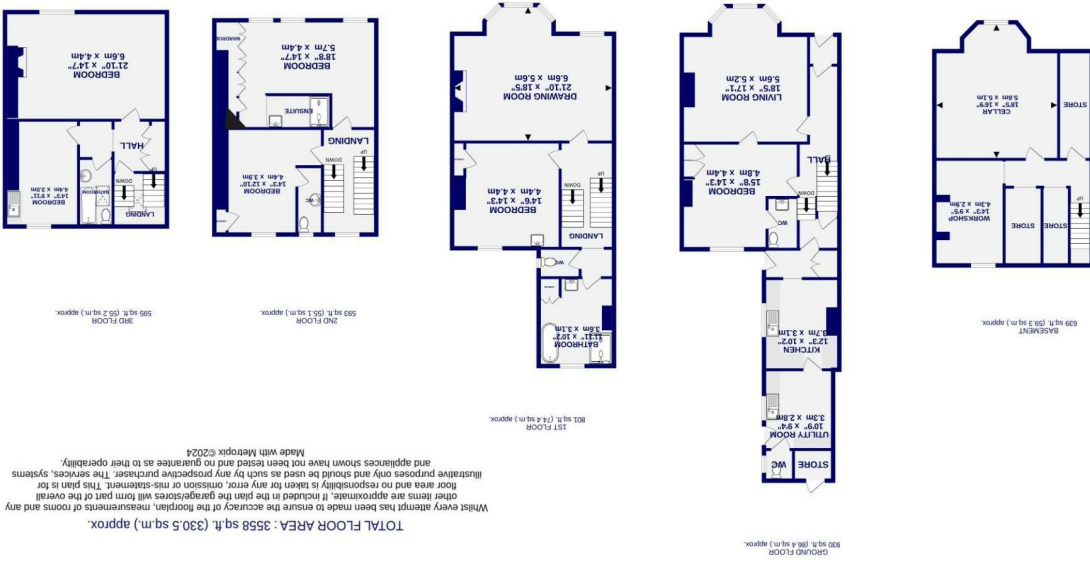 BASEMENT
639 sq.ft. (59.3 sq.m.) approx.
UP
STORE
STORE
WORKSHOP
14'3" x 9'5"
4.3m x 2.9m
STORE
CELLAR
18'5" x 16'9"
5.6m x 5.1m
GROUND FLOOR
930 sq.ft. (86.4 sq.m.) approx.
STORE
WC
UTILITY ROOM
10'9" x 9'4"
3.3m x 2.8m
KITCHEN
12'3" x 10'2"
3.7m x 3.1m
WC
DOWN
UP
HALL
BEDROOM
15'8" x 14'3"
4.8m x 4.4m
LIVING ROOM
18'5" x 17'1"
5.6m x 5.2m
1ST FLOOR
801 sq.ft. (74.4 sq.m.) approx.
BATHROOM
11'11" x 10'2"
3.6m x 3.1m
WC
LANDING
DOWN
UP
BEDROOM
14'6" x 14'3"
4.4m x 4.4m
DRAWING ROOM
21'10" x 18'5"
6.6m x 5.6m
2ND FLOOR
593 sq.ft. (55.1 sq.m.) approx.
WC
BEDROOM
14'3" x 12'10"
4.4m x 3.9m
UP
DOWN
LANDING
ENSUITE
BEDROOM
18'8" x 14'7"
5.7m x 4.4m
WARDROBE
3RD FLOOR
595 sq.ft. (55.2 sq.m.) approx.
LANDING
DOWN
UP
BATHROOM
BEDROOM
14'3" x 9'11"
4.4m x 3.0m
HALL
BEDROOM
21'10" x 14'7"
6.6m x 4.4m
TOTAL FLOOR AREA : 3558 sq.ft. (330.5 sq.m.) approx.
Whilst every attempt has been made to ensure the accuracy of the floorplan, measurements of rooms and any
other items are approximate, if included in the plan the garage/stores will form part of the overall
floor area and no responsibility is taken for any error, omission or mis-statement. This plan is for
illustrative purposes only and should be used as such by any prospective purchaser. The services, systems
and appliances shown have not been tested and no guarantee as to their operability.
Made with Metropix ©2024